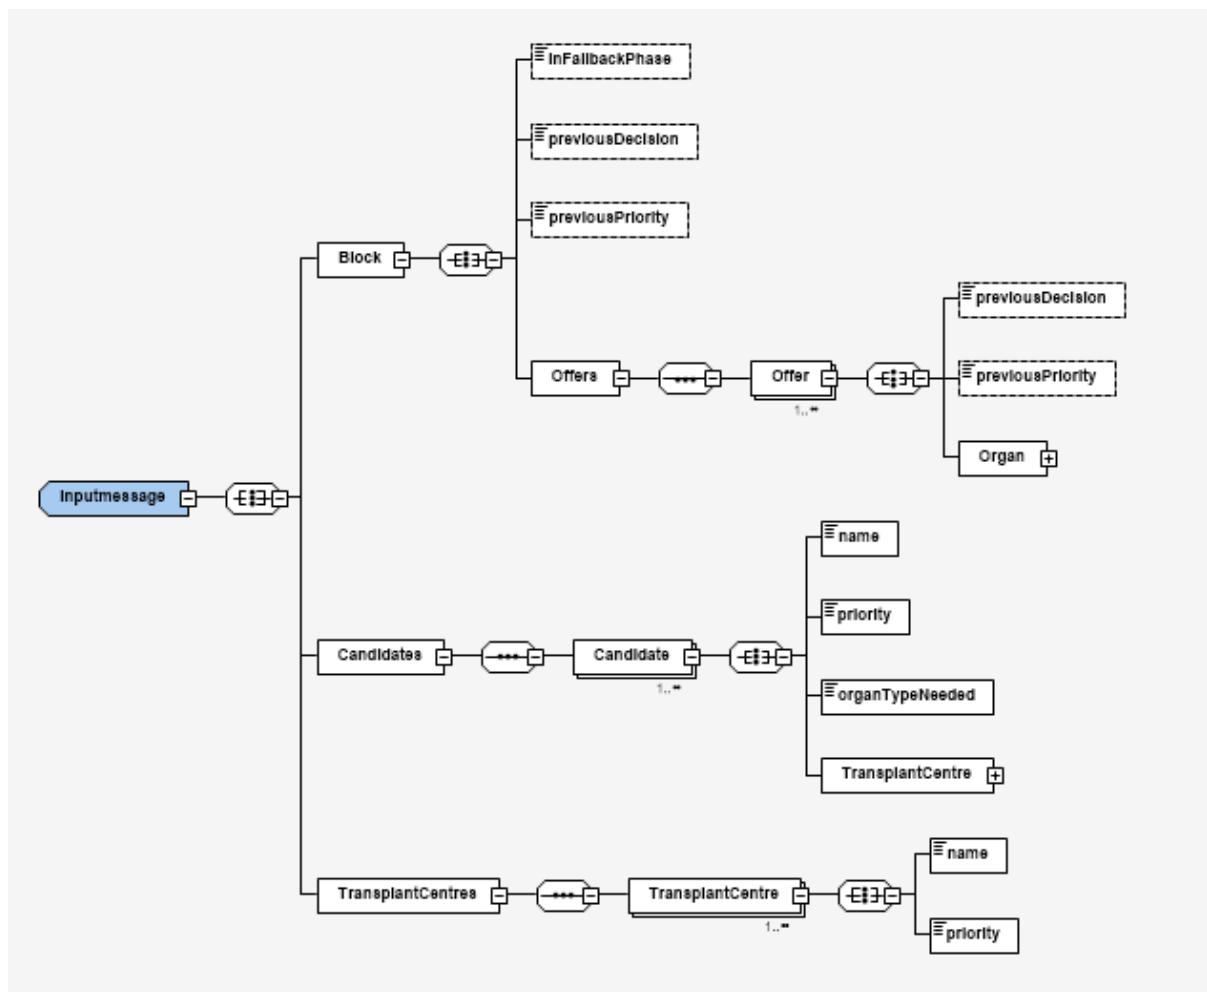 inFallbackPhase
previousDecision
previousPriority
Block
previousDecision
Offers
Offer
previousPriority
1..∞
Organ
Inputmessage
name
priority
Candidates
Candidate
1..∞
organTypeNeeded
TransplantCentre
name
TransplantCentres
TransplantCentre
1..∞
priority